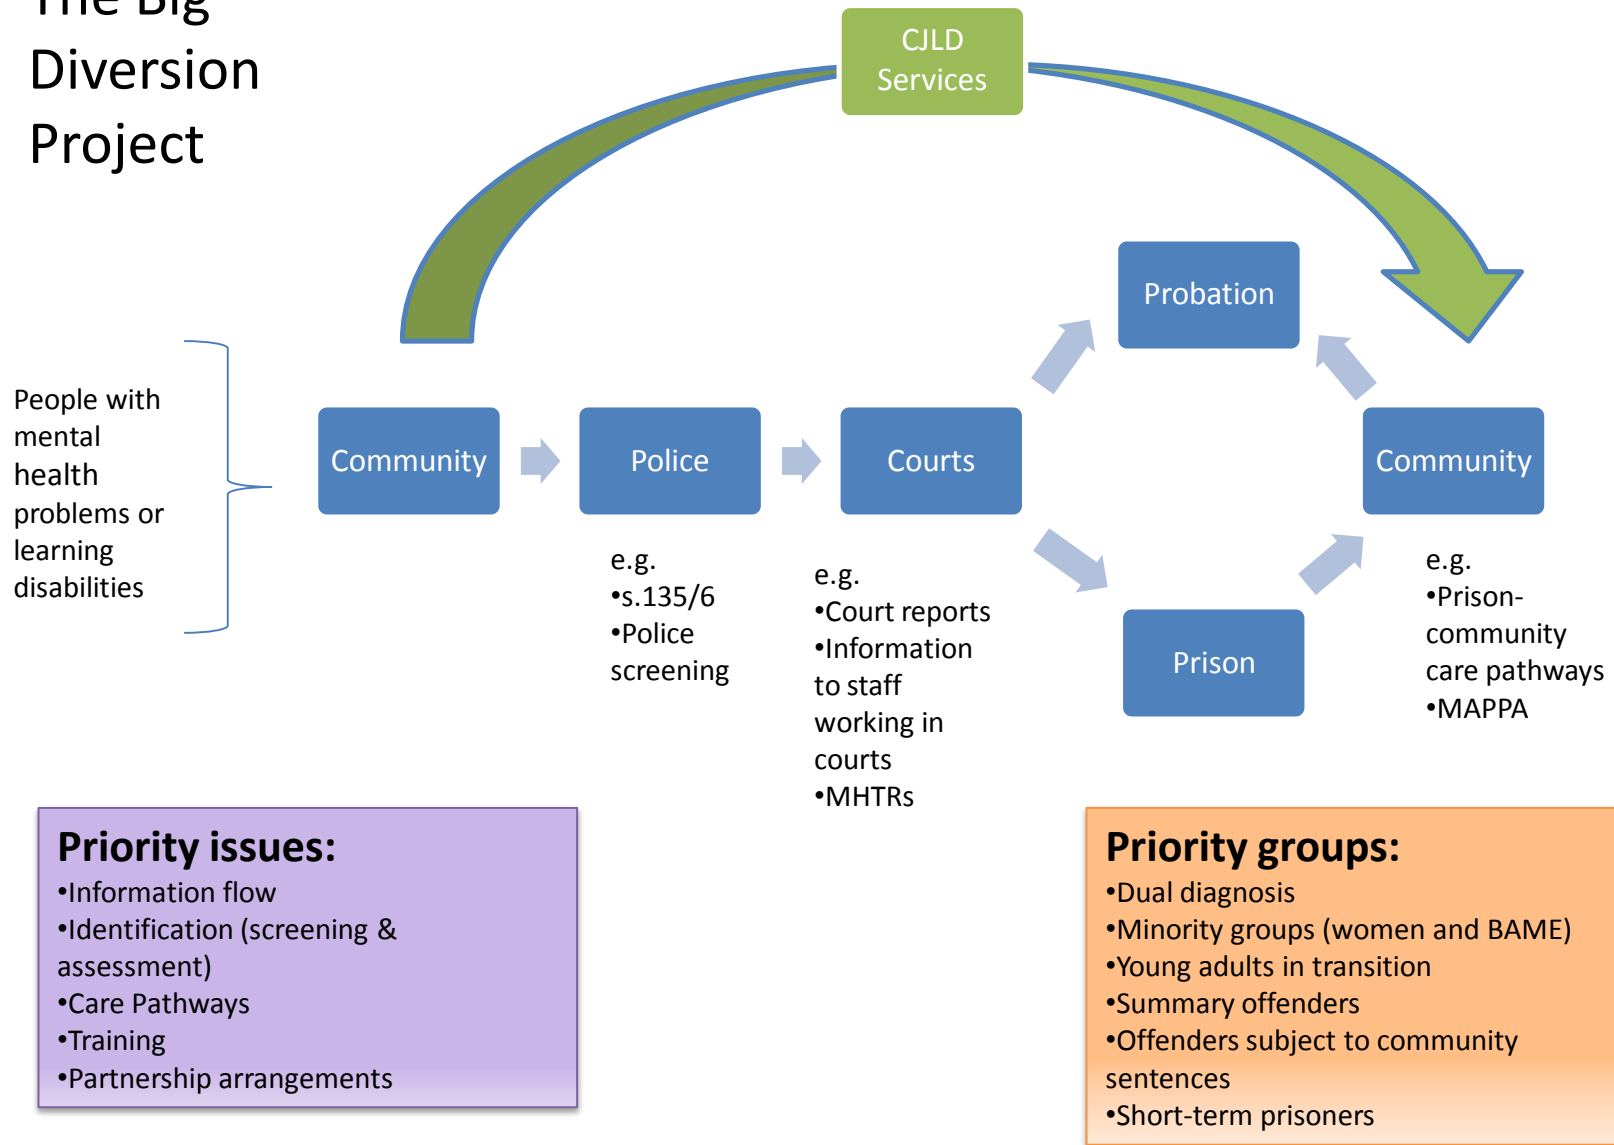 The Big
Diversion
Project
CJLD
Services
Probation
People with
mental
health
problems or
learning
disabilities
Community
Police
Courts
Community
Prison
e.g.
•s.135/6
•Police
screening
e.g.
•Court reports
•Information
to staff
working in
courts
•MHTRs
e.g.
•Prison-
community
care pathways
•MAPPA
Priority issues:
•Information flow
•Identification (screening &
assessment)
•Care Pathways
•Training
•Partnership arrangements
Priority groups:
•Dual diagnosis
•Minority groups (women and BAME)
•Young adults in transition
•Summary offenders
•Offenders subject to community
sentences
•Short-term prisoners